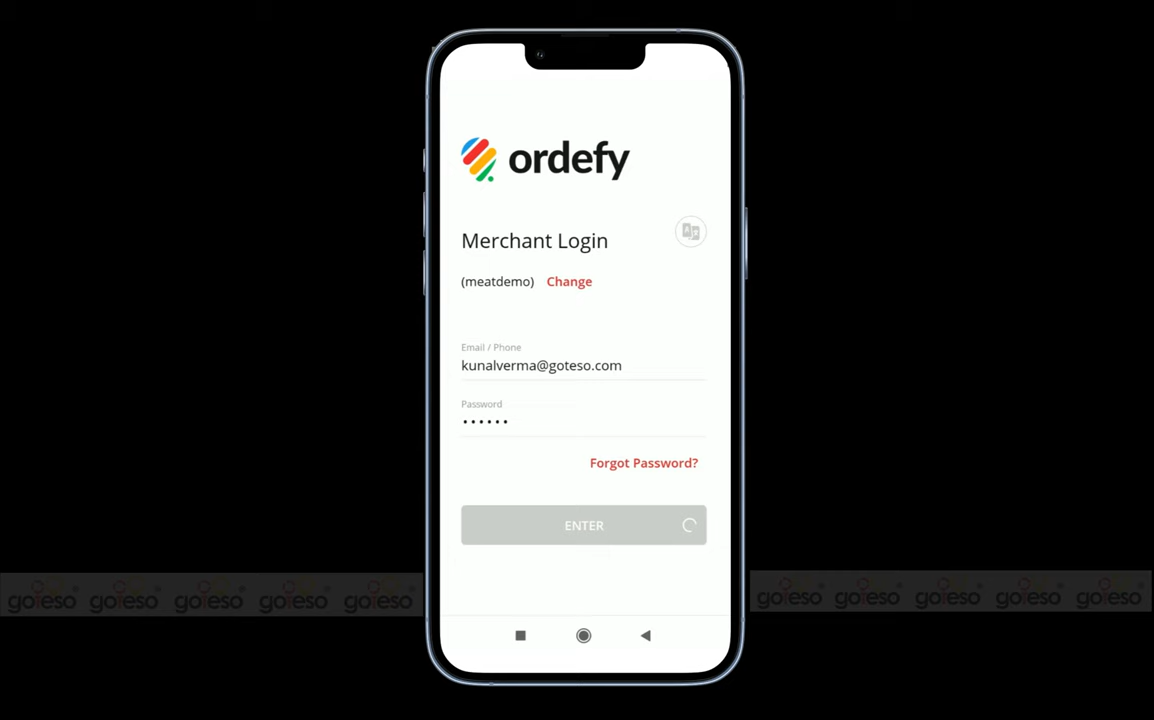 ordefy
Merchant Login
(meatdemo) Change
Email / Phone
kunalverma@goteso.com
Password
••••••
Forgot Password?
ENTER
goteso goteso goteso goteso goteso
goteso goteso goteso goteso goteso